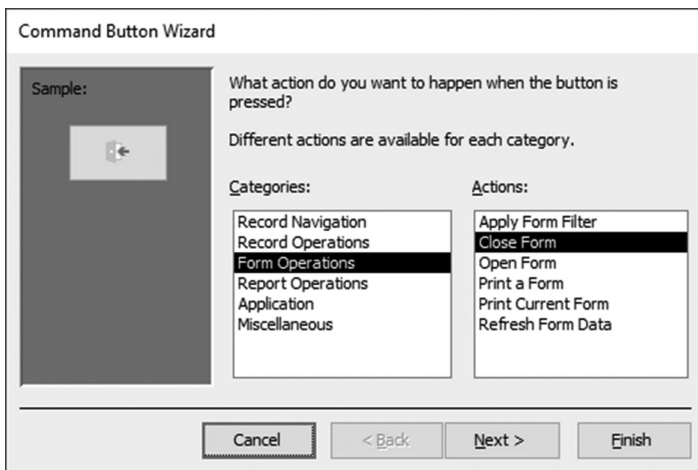 Command Button Wizard
Sample:
What action do you want to happen when the button is
pressed?
Different actions are available for each category.
Categories:
Record Navigation
Record Operations
Form Operations
Report Operations
Application
Miscellaneous
Actions:
Apply Form Filter
Close Form
Open Form
Print a Form
Print Current Form
Refresh Form Data
Cancel
< Back
Next >
Finish